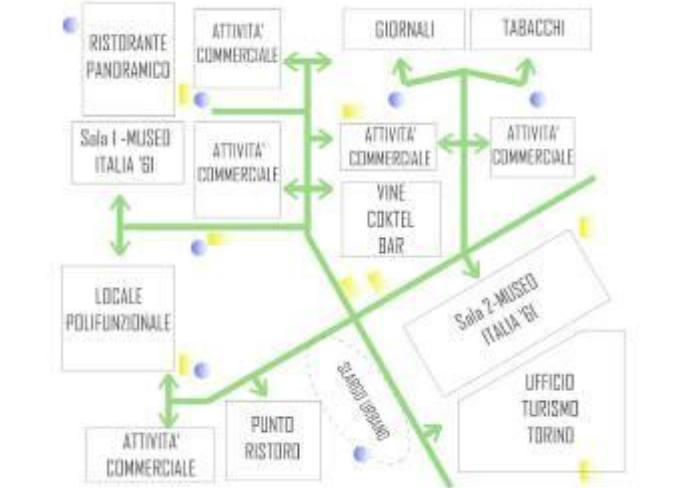 RISTORANTE
PANORAMICO
ATTIVITA'
COMMERCIALE
GIORNALI
TABACCHI
Sala 1 -MUSEO
ITALIA '61
ATTIVITA'
COMMERCIALE
ATTIVITA'
COMMERCIALE
ATTIVITA'
COMMERCIALE
VINE
COKTEL
BAR
LOCALE
POLIFUNZIONALE
Sala 2-MUSEO
ITALIA '61
SLARGO URBANO
UFFICIO
TURISMO
TORINO
PUNTO
RISTORO
ATTIVITA'
COMMERCIALE